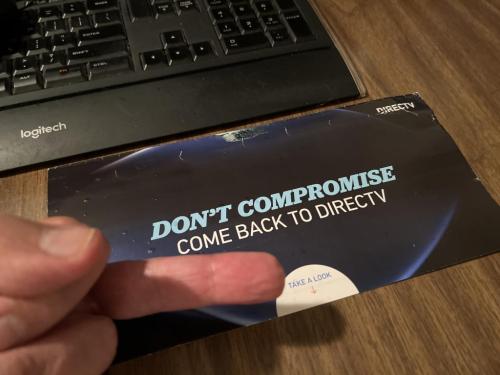 logitech
DIRECTV
DON'T COMPROMISE
COME BACK TO DIRECTV
TAKE A LOOK